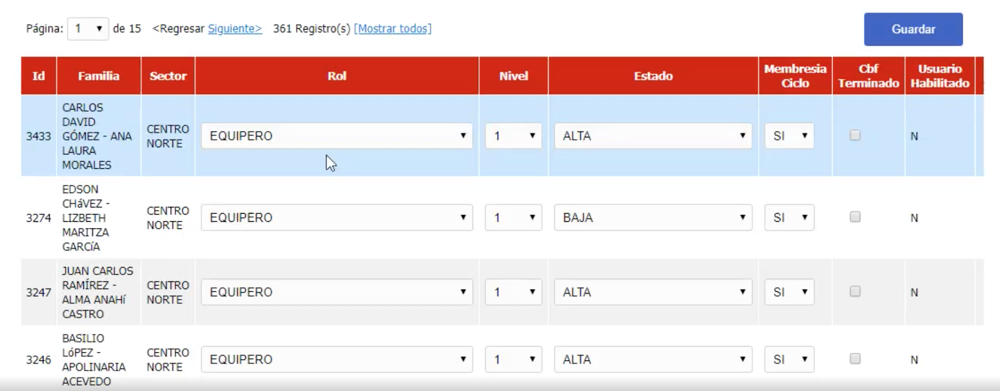 Página: 1 de 15 <Regresar Siguiente> 361 Registro(s) [Mostrar todos] Guardar
Id Familia Sector Rol Nivel Estado Membresia Ciclo Cbf Terminado Usuario Habilitado
CARLOS
DAVID
3433 GÓMEZ - ANA CENTRO NORTE EQUIPERO 1 ALTA SI N
LAURA
MORALES
EDSON
CHáVEZ -
3274 LIZBETH CENTRO NORTE EQUIPERO 1 BAJA SI N
MARITZA
GARCíA
JUAN CARLOS
RAMÍREZ -
3247 ALMA ANAHí CENTRO NORTE EQUIPERO 1 ALTA SI N
CASTRO
BASILIO
LóPEZ -
3246 APOLINARIA CENTRO NORTE EQUIPERO 1 ALTA SI N
ACEVEDO